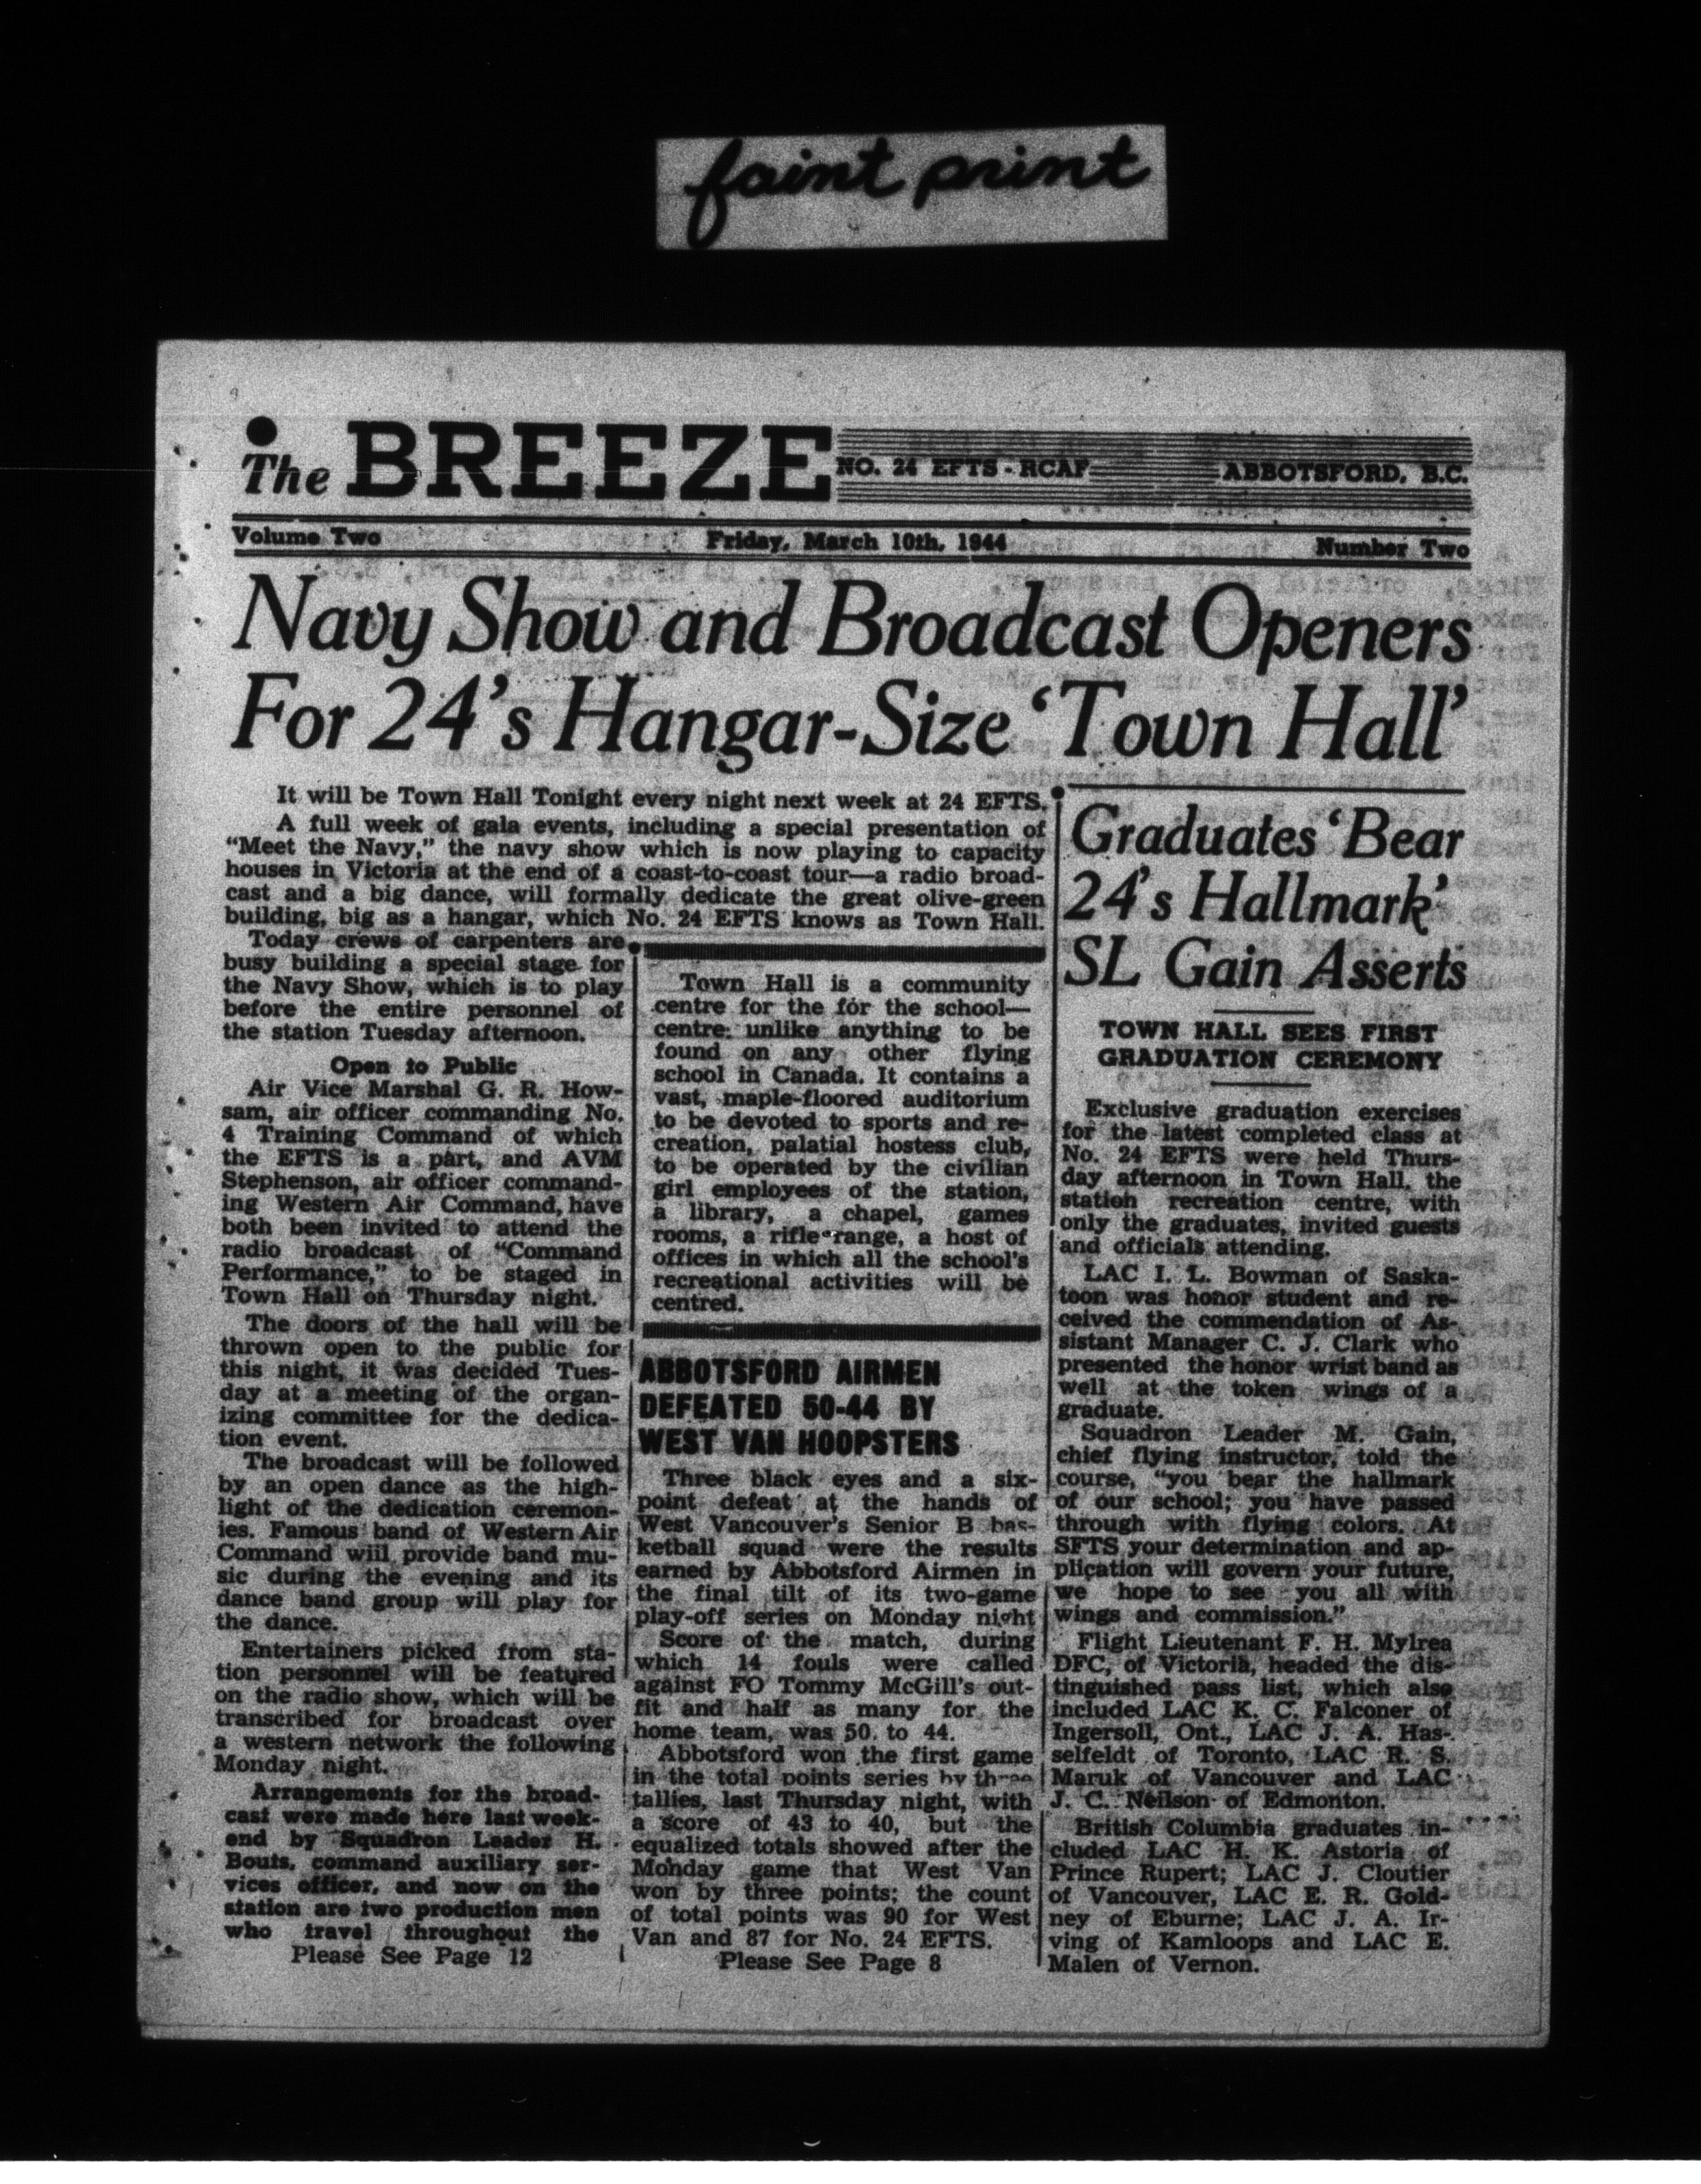 faint print
The BREEZE NO. 24 EFTS - RCAF ABBOTSFORD, B.C.
Volume Two Friday, March 10th, 1944 Number Two
Navy Show and Broadcast Openers
For 24's Hangar-Size 'Town Hall'
It will be Town Hall Tonight every night next week at 24 EFTS.
A full week of gala events, including a special presentation of
"Meet the Navy," the navy show which is now playing to capacity
houses in Victoria at the end of a coast-to-coast tour—a radio broad-
cast and a big dance, will formally dedicate the great olive-green
building, big as a hangar, which No. 24 EFTS knows as Town Hall.
Today crews of carpenters are
busy building a special stage for
the Navy Show, which is to play
before the entire personnel of
the station Tuesday afternoon.
Open to Public
Air Vice Marshal G. R. How-
sam, air officer commanding No.
4 Training Command of which
the EFTS is a part, and AVM
Stephenson, air officer command-
ing Western Air Command, have
both been invited to attend the
radio broadcast of "Command
Performance," to be staged in
Town Hall on Thursday night.
The doors of the hall will be
thrown open to the public for
this night, it was decided Tues-
day at a meeting of the organ-
izing committee for the dedica-
tion event.
The broadcast will be followed
by an open dance as the high-
light of the dedication ceremon-
ies. Famous band of Western Air
Command will provide band mu-
sic during the evening and its
dance band group will play for
the dance.
Entertainers picked from sta-
tion personnel will be featured
on the radio show, which will be
transcribed for broadcast over
a western network the following
Monday night.
Arrangements for the broad-
cast were made here last week-
end by Squadron Leader H.
Bouts, command auxiliary ser-
vices officer, and now on the
station are two production men
who travel throughout the
Please See Page 12
Town Hall is a community
centre for the for the school—
centre unlike anything to be
found on any other flying
school in Canada. It contains a
vast, maple-floored auditorium
to be devoted to sports and re-
creation, palatial hostess club,
to be operated by the civilian
girl employees of the station,
a library, a chapel, games
rooms, a rifle-range, a host of
offices in which all the school's
recreational activities will be
centred.
ABBOTSFORD AIRMEN
DEFEATED 50-44 BY
WEST VAN HOOPSTERS
Three black eyes and a six-
point defeat at the hands of
West Vancouver's Senior B bas-
ketball squad were the results
earned by Abbotsford Airmen in
the final tilt of its two-game
play-off series on Monday night
Score of the match, during
which 14 fouls were called
against FO Tommy McGill's out-
fit and half as many for the
home team, was 50 to 44.
Abbotsford won the first game
in the total points series by three
tallies, last Thursday night, with
a score of 43 to 40, but the
equalized totals showed after the
Monday game that West Van
won by three points; the count
of total points was 90 for West
Van and 87 for No. 24 EFTS.
Please See Page 8
Graduates 'Bear
24's Hallmark'
SL Gain Asserts
TOWN HALL SEES FIRST
GRADUATION CEREMONY
Exclusive graduation exercises
for the latest completed class at
No. 24 EFTS were held Thurs-
day afternoon in Town Hall, the
station recreation centre, with
only the graduates, invited guests
and officials attending.
LAC I. L. Bowman of Saska-
toon was honor student and re-
ceived the commendation of As-
sistant Manager C. J. Clark who
presented the honor wrist band as
well at the token wings of a
graduate.
Squadron Leader M. Gain,
chief flying instructor, told the
course, "you bear the hallmark
of our school; you have passed
through with flying colors. At
SFTS your determination and ap-
plication will govern your future,
we hope to see you all with
wings and commission."
Flight Lieutenant F. H. Mylrea
DFC, of Victoria, headed the dis-
tinguished pass list, which also
included LAC K. C. Falconer of
Ingersoll, Ont., LAC J. A. Has-
selfeldt of Toronto, LAC R. S.
Maruk of Vancouver and LAC
J. C. Neilson of Edmonton.
British Columbia graduates in-
cluded LAC H. K. Astoria of
Prince Rupert; LAC J. Cloutier
of Vancouver, LAC E. R. Gold-
ney of Eburne; LAC J. A. Ir-
ving of Kamloops and LAC E.
Malen of Vernon.